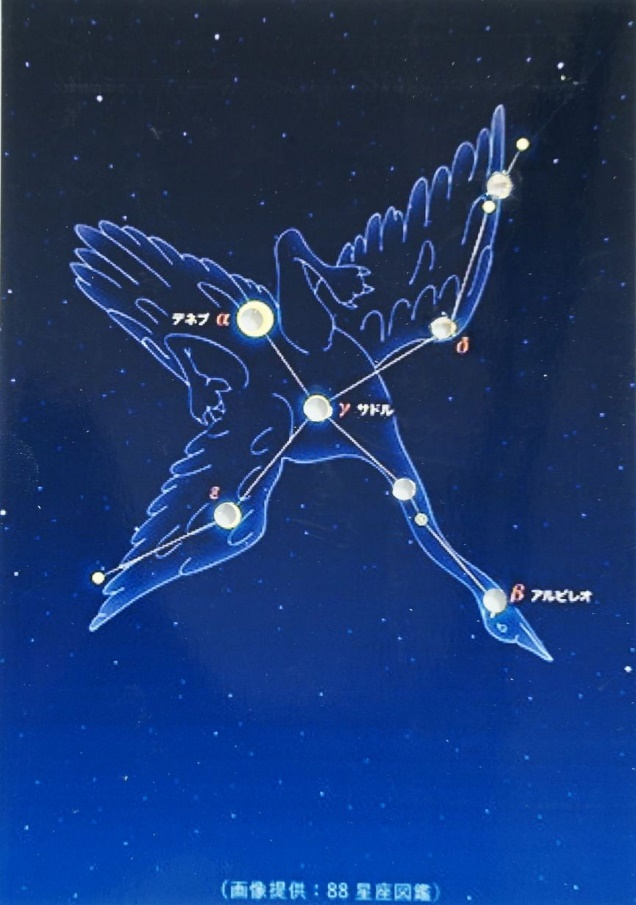 デネブ α
δ
γ サドル
ε
β アルビレオ
(画像提供：88 星座図鑑)